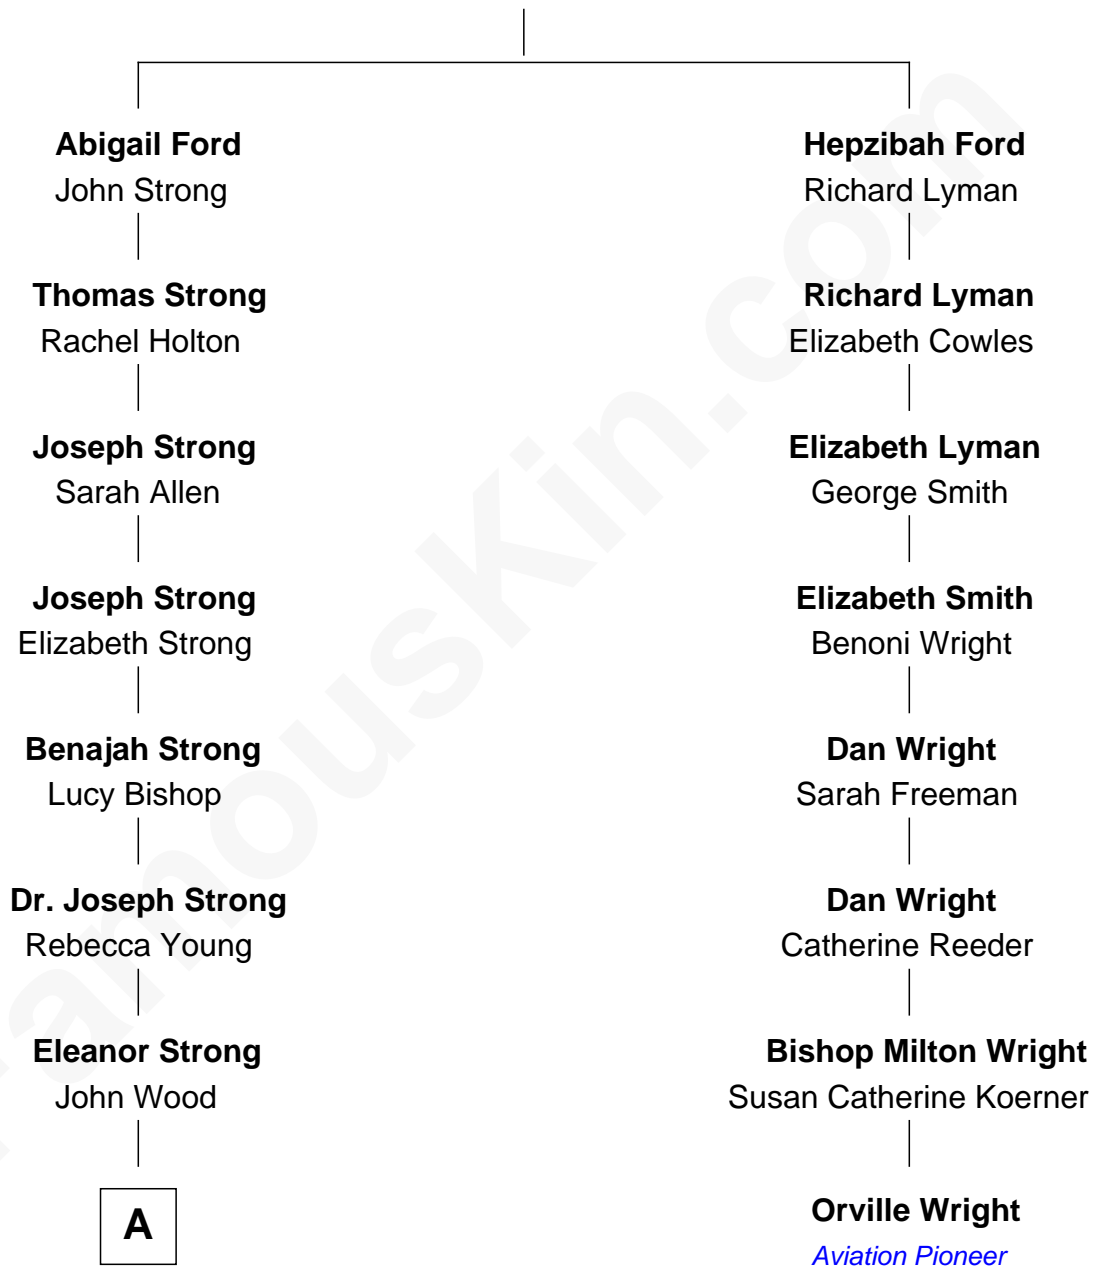 Abigail Ford
John Strong
Hepzibah Ford
Richard Lyman
Thomas Strong
Rachel Holton
Richard Lyman
Elizabeth Cowles
Joseph Strong
Sarah Allen
Elizabeth Lyman
George Smith
Joseph Strong
Elizabeth Strong
Elizabeth Smith
Benoni Wright
Benajah Strong
Lucy Bishop
Dan Wright
Sarah Freeman
Dr. Joseph Strong
Rebecca Young
Dan Wright
Catherine Reeder
Eleanor Strong
John Wood
Bishop Milton Wright
Susan Catherine Koerner
A
Orville Wright
Aviation Pioneer
FamousKin.com